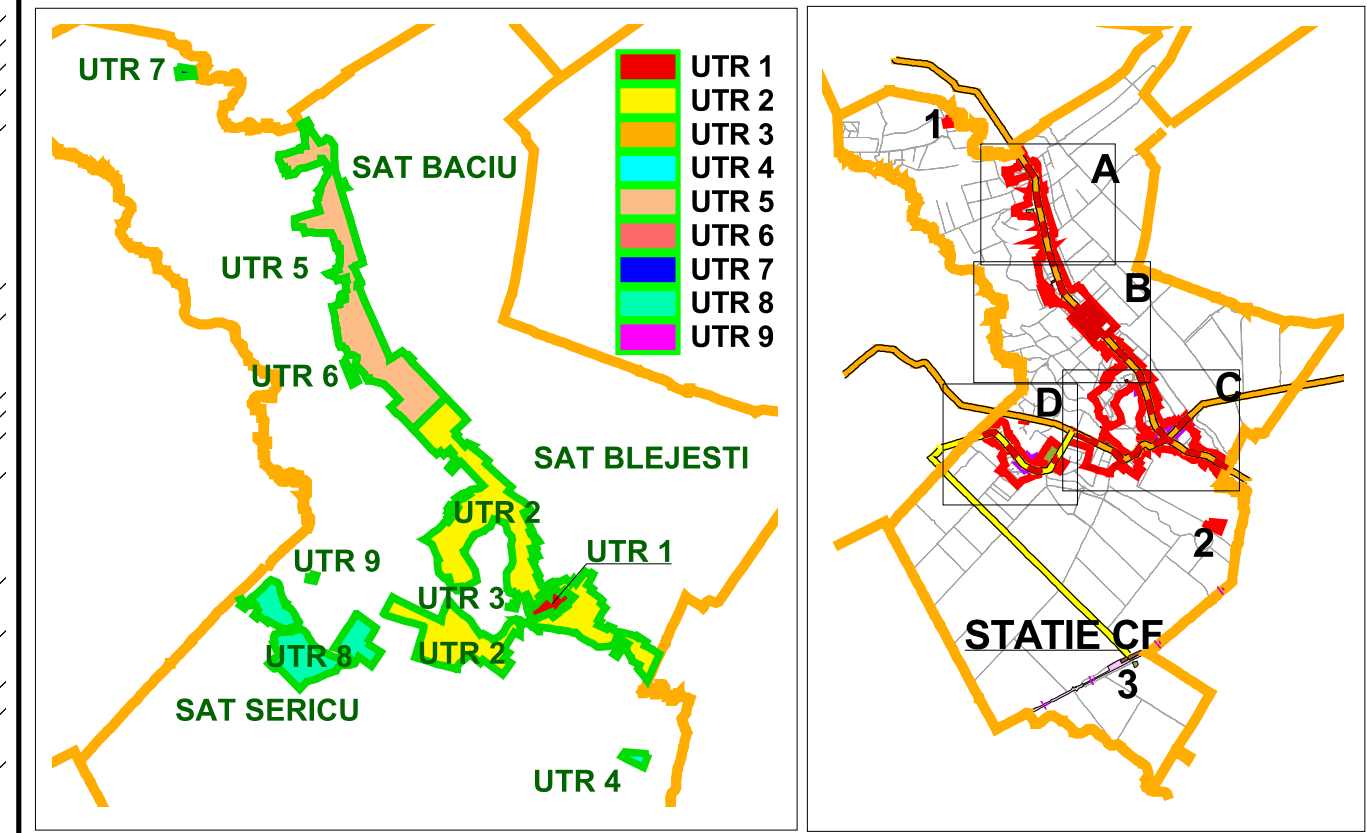 UTR 7
UTR 1
UTR 2
UTR 3
UTR 4
UTR 5
UTR 6
UTR 7
UTR 8
UTR 9
SAT BACIU
UTR 5
UTR 6
SAT BLEJESTI
UTR 2
UTR 1
UTR 9
UTR 3
UTR 2
UTR 8
SAT SERICU
UTR 4
1
A
B
C
D
2
STATIE CF
3